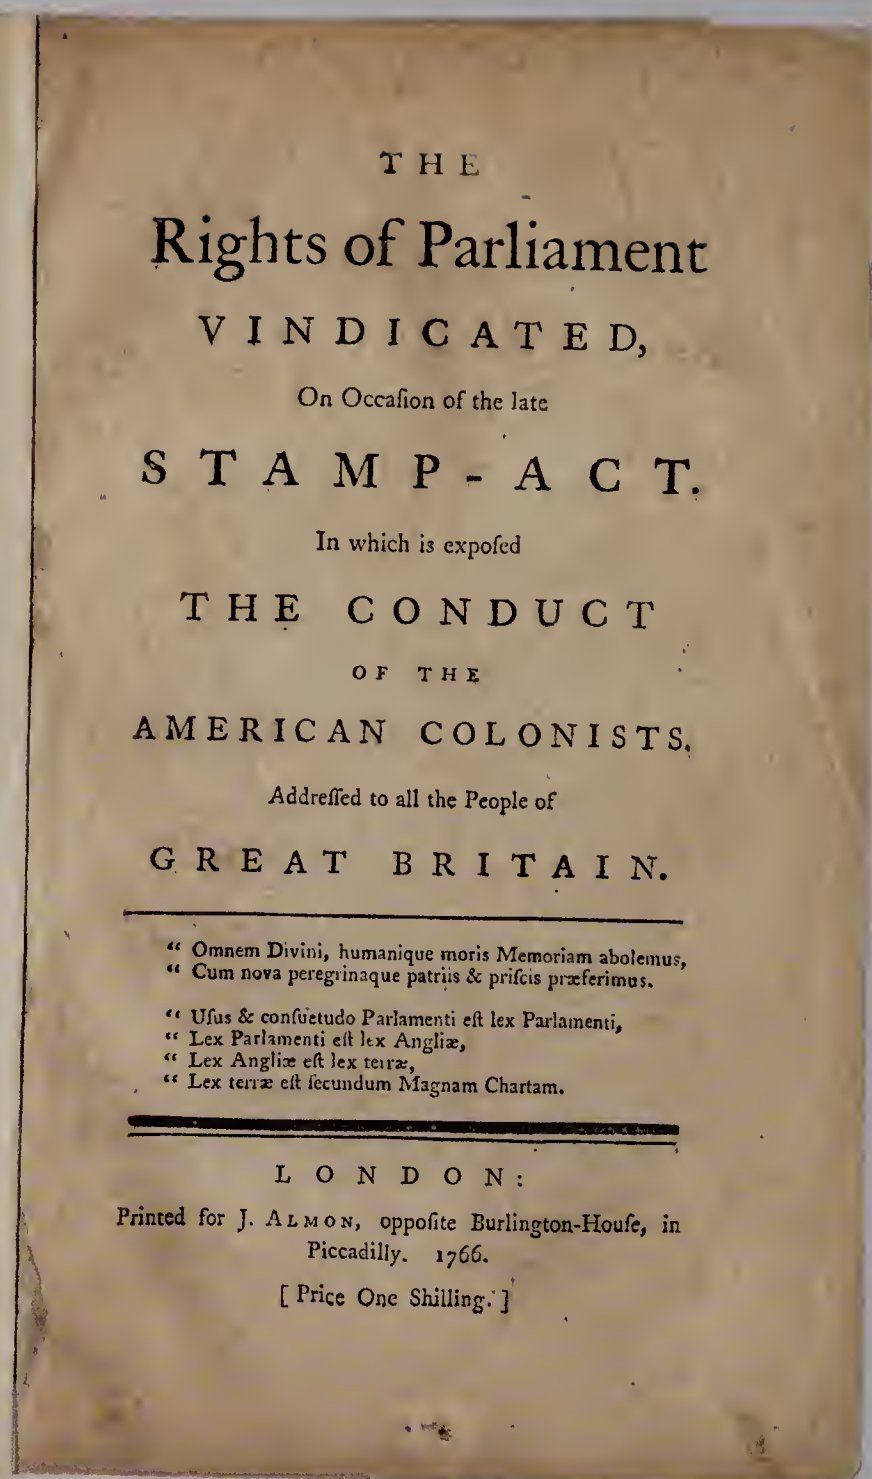 THE
Rights of Parliament
VINDICATED,
On Occaſion of the late
STAMP-ACT.
In which is expoſed
THE CONDUCT
OF THE
AMERICAN COLONISTS.
Addreſſed to all the People of
GREAT BRITAIN.
“ Omnem Divini, humanique moris Memoriam abolemus,
“ Cum nova peregrinaque patriis & priſcis præferimus.
“ Uſus & conſuetudo Parlamenti eſt lex Parlamenti,
“ Lex Parlamenti eſt lex Angliæ,
“ Lex Angliæ eſt lex terræ,
“ Lex terræ eſt ſecundum Magnam Chartam.
LONDON:
Printed for J. ALMON, oppoſite Burlington-Houſe, in
Piccadilly. 1766.
[ Price One Shilling. ]